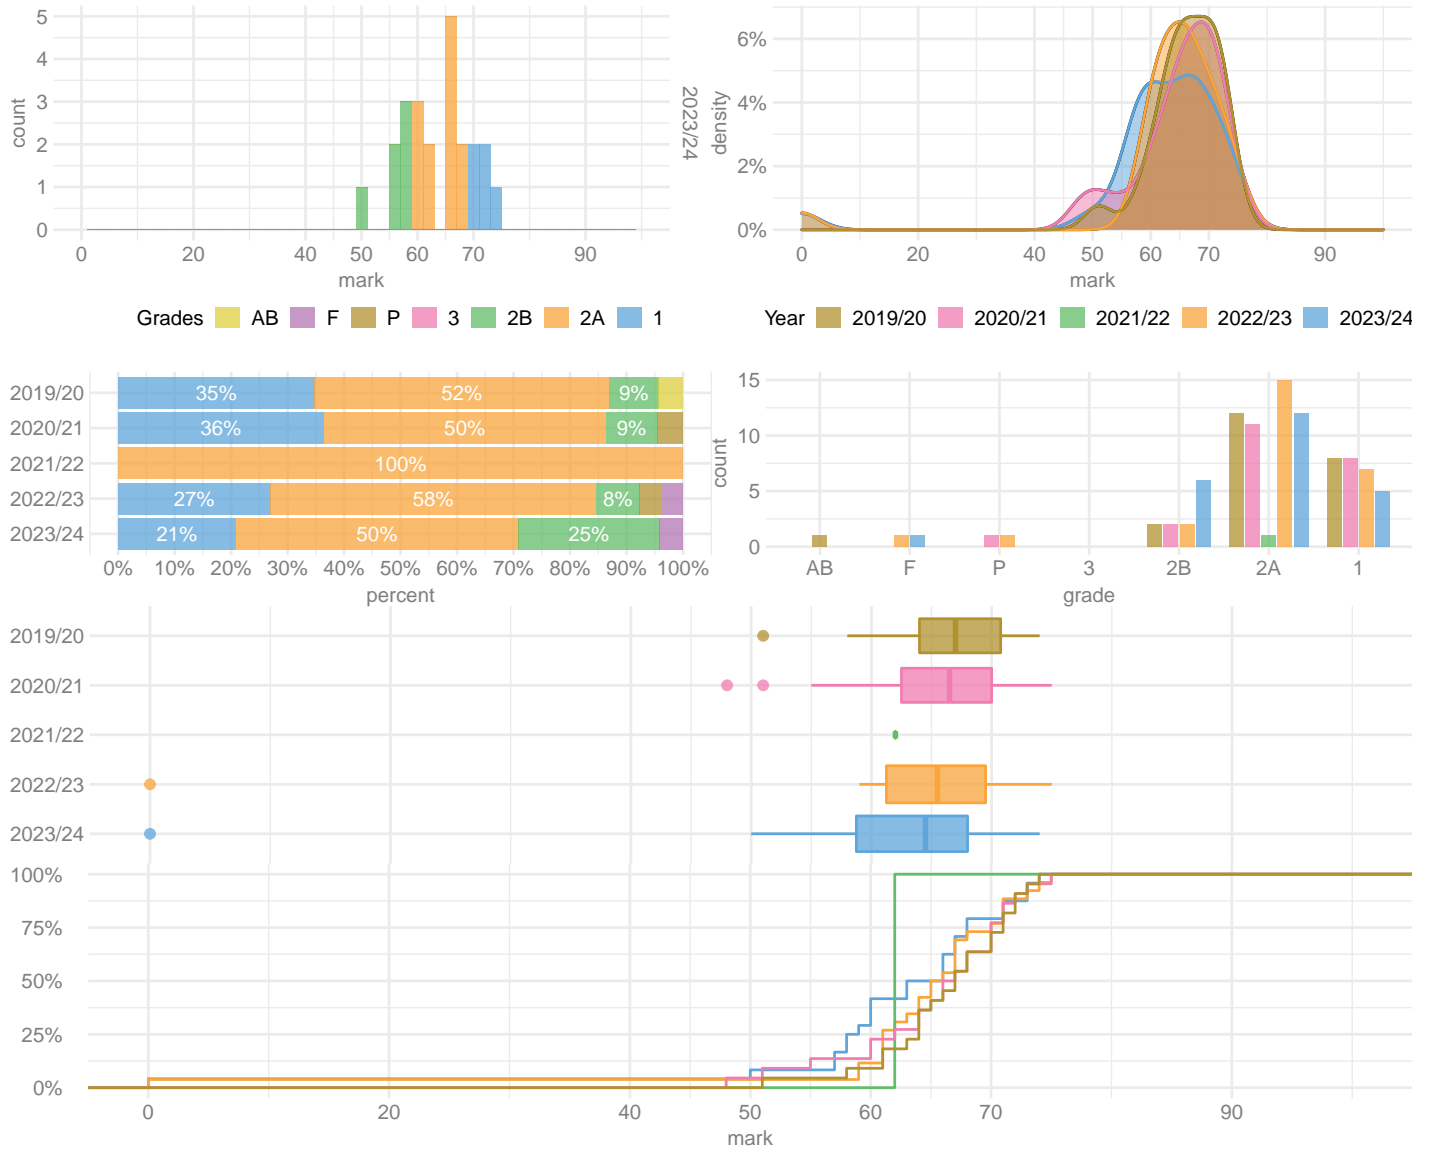 5
4
3
2
1
0
count
0 20 40 50 60 70 90
mark
2023/24
6%
4%
2%
0%
density
0 20 40 50 60 70 90
mark
Grades AB F P 3 2B 2A 1
Year 2019/20 2020/21 2021/22 2022/23 2023/24
2019/20 35% 52% 9%
2020/21 36% 50% 9%
2021/22 100%
2022/23 27% 58% 8%
2023/24 21% 50% 25%
0% 10% 20% 30% 40% 50% 60% 70% 80% 90% 100%
percent
15
10
5
0
count
AB F P 3 2B 2A 1
grade
2019/20
2020/21
2021/22
2022/23
2023/24
100%
75%
50%
25%
0%
0 20 40 50 60 70 90
mark